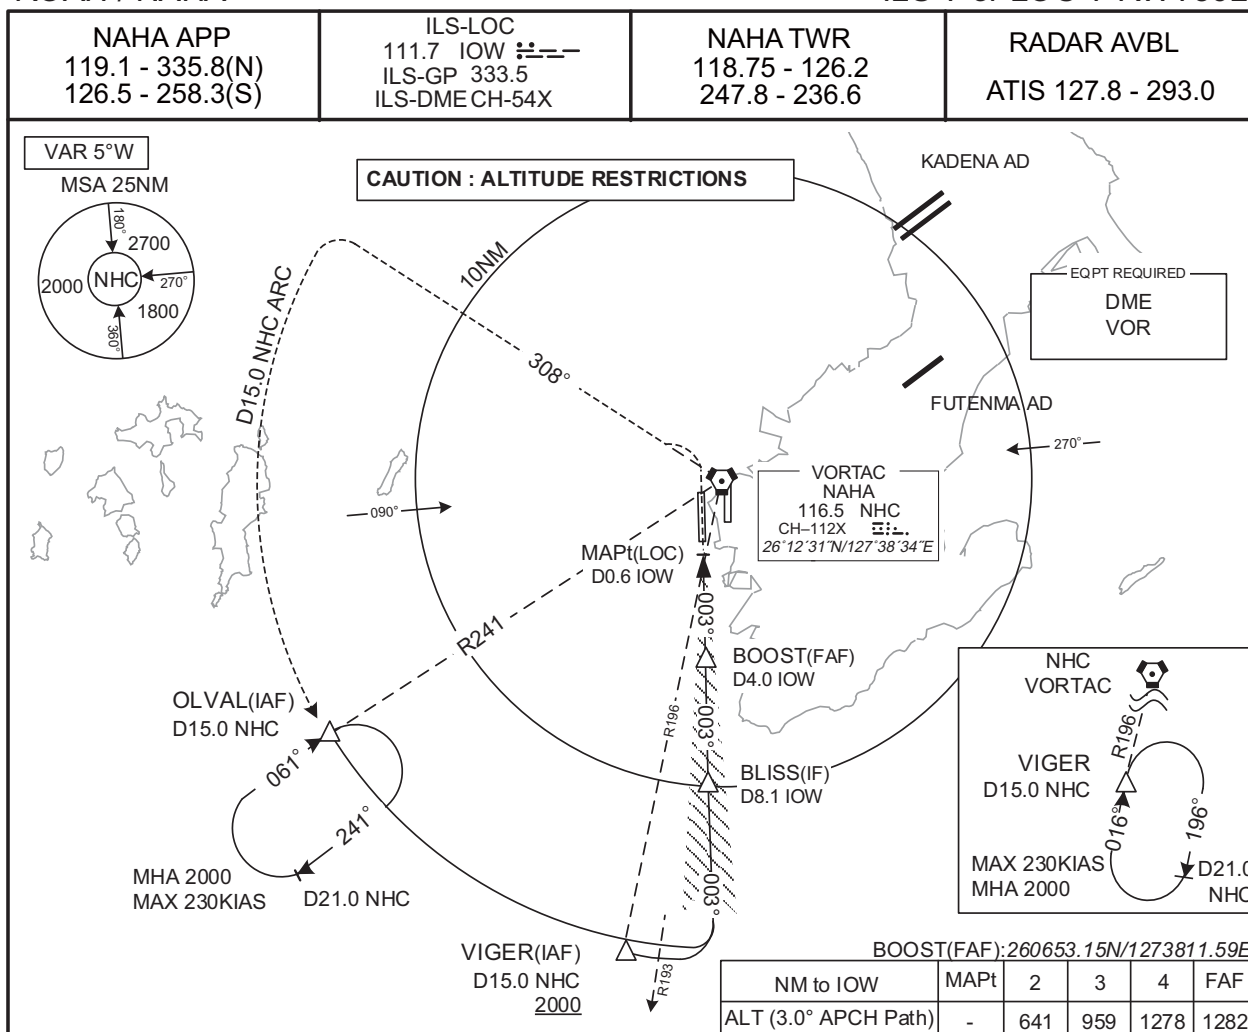 NAHA APP
119.1 - 335.8(N)
126.5 - 258.3(S)
ILS-LOC
111.7 IOW
ILS-GP 333.5
ILS-DME CH-54X
NAHA TWR
118.75 - 126.2
247.8 - 236.6
RADAR AVBL
ATIS 127.8 - 293.0
VAR 5°W
MSA 25NM
180°
2700
NHC
2000
270°
1800
360°
CAUTION : ALTITUDE RESTRICTIONS
KADENA AD
10NM
D15.0 NHC ARC
308°
EQPT REQUIRED
DME
VOR
FUTENMA AD
270°
090°
VORTAC
NAHA
116.5 NHC
CH–112X
26°12´31˝N/127°38´34˝E
MAPt(LOC)
D0.6 IOW
003°
R241
BOOST(FAF)
D4.0 IOW
OLVAL(IAF)
D15.0 NHC
R196
003°
061°
241°
BLISS(IF)
D8.1 IOW
MHA 2000
MAX 230KIAS
D21.0 NHC
003°
VIGER(IAF)
D15.0 NHC
2000
R193
NHC
VORTAC
R196
VIGER
D15.0 NHC
016°
196°
MAX 230KIAS
MHA 2000
D21.0
NHC
BOOST(FAF):260653.15N/1273811.59E
NM to IOW MAPt 2 3 4 FAF
ALT (3.0° APCH Path) - 641 959 1278 1282